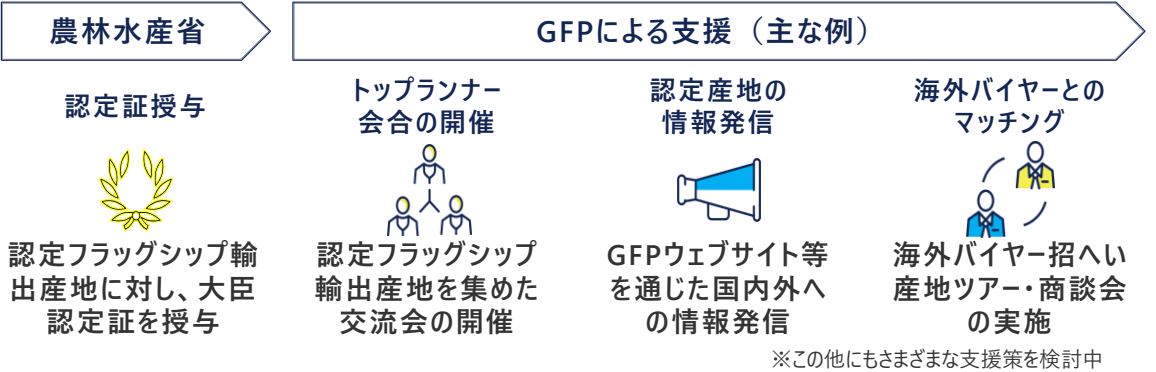 農林水産省
GFPによる支援（主な例）
認定証授与
トップランナー
会合の開催
認定産地の
情報発信
海外バイヤーとの
マッチング
認定フラッグシップ輸
出産地に対し、大臣
認定証を授与
認定フラッグシップ
輸出産地を集めた
交流会の開催
GFPウェブサイト等
を通じた国内外へ
の情報発信
海外バイヤー招へい
産地ツアー・商談会
の実施
※この他にもさまざまな支援策を検討中